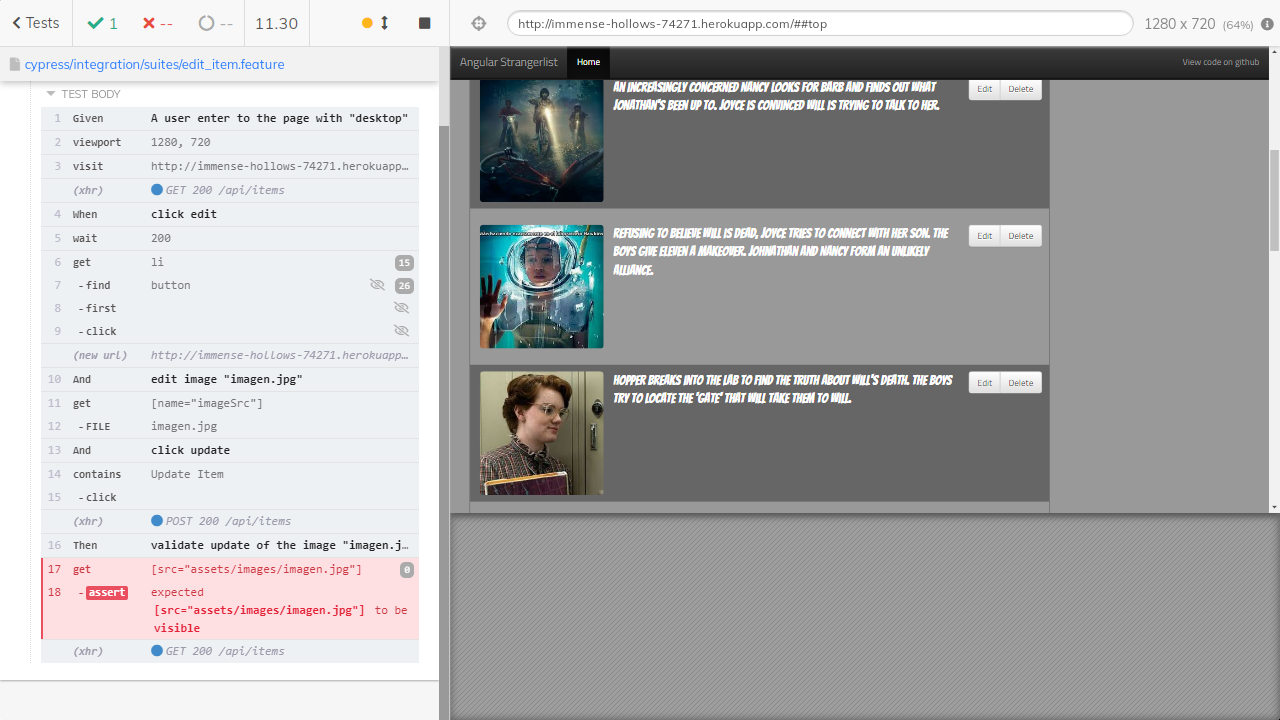 Tests
1
--
--
11.30
http://immense-hollows-74271.herokuapp.com/##top
1280 x 720 (64%)
cypress/integration/suites/edit_item.feature
TEST BODY
1 Given A user enter to the page with "desktop"
2 viewport 1280, 720
3 visit http://immense-hollows-74271.herokuapp…
(xhr) GET 200 /api/items
4 When click edit
5 wait 200
6 get li 15
7 -find button 26
8 -first
9 -click
(new url) http://immense-hollows-74271.herokuapp…
10 And edit image "imagen.jpg"
11 get [name="imageSrc"]
12 -FILE imagen.jpg
13 And click update
14 contains Update Item
15 -click
(xhr) POST 200 /api/items
16 Then validate update of the image "imagen.j…
17 get [src="assets/images/imagen.jpg"] 0
18 -assert expected
[src="assets/images/imagen.jpg"] to be
visible
(xhr) GET 200 /api/items
Angular Strangerlist Home View code on github
AN INCREASINGLY CONCERNED NANCY LOOKS FOR BARB AND FINDS OUT WHAT
JONATHAN'S BEEN UP TO. JOYCE IS CONVINCED WILL IS TRYING TO TALK TO HER.
Edit Delete
REFUSING TO BELIEVE WILL IS DEAD, JOYCE TRIES TO CONNECT WITH HER SON. THE
BOYS GIVE ELEVEN A MAKEOVER. JOHNATHAN AND NANCY FORM AN UNLIKELY
ALLIANCE.
Edit Delete
HOPPER BREAKS INTO THE LAB TO FIND THE TRUTH ABOUT WILL'S DEATH. THE BOYS
TRY TO LOCATE THE 'GATE' THAT WILL TAKE THEM TO WILL.
Edit Delete